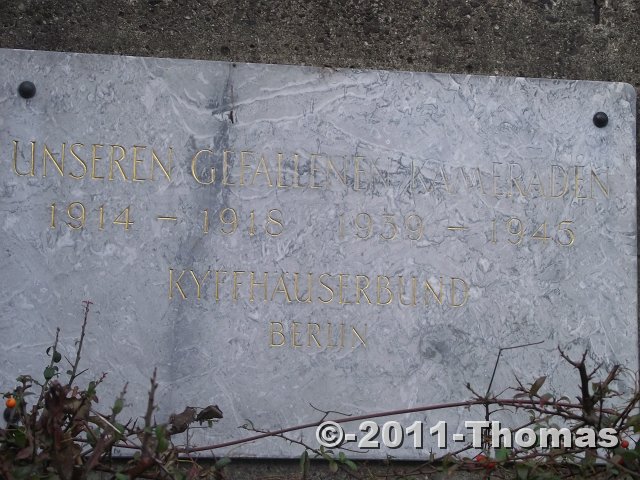 UNSEREN GEFALLENEN KAMERADEN
1914 – 1918 1939 – 1945
KYFFHÄUSERBUND
BERLIN
©-2011-Thomas